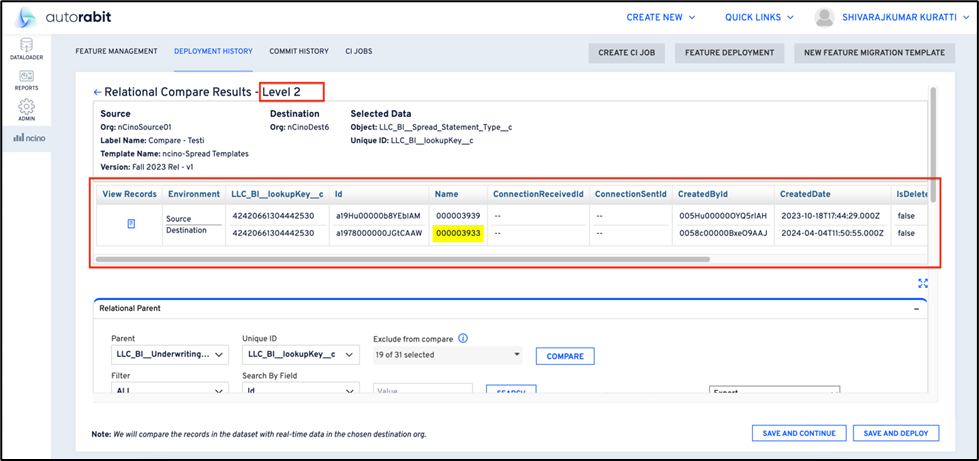 autorabit
CREATE NEW
QUICK LINKS
SHIVARAJKUMAR KURATTI
DATALOADER
REPORTS
ADMIN
ncino
FEATURE MANAGEMENT
DEPLOYMENT HISTORY
COMMIT HISTORY
CI JOBS
CREATE CI JOB
FEATURE DEPLOYMENT
NEW FEATURE MIGRATION TEMPLATE
Relational Compare Results - Level 2
Source Destination Selected Data
Org: nCinoSource01 Org: nCinoDest6 Object: LLC_BI__Spread_Statement_Type__c
Label Name: Compare - Testi Unique ID: LLC_BI__lookupKey__c
Template Name: ncino-Spread Templates
Version: Fall 2023 Rel - v1
View Records Environment LLC_BI__lookupKey__c Id Name ConnectionReceivedId ConnectionSentId CreatedById CreatedDate IsDelete
Source 42420661304442530 a19Hu00000b8YEbIAM 000003939 -- -- 005Hu00000OYQ5rIAH 2023-10-18T17:44:29.000Z false
Destination 42420661304442530 a1978000000JGtCAAW 000003933 -- -- 0058c00000BxeO9AAJ 2024-04-04T11:50:55.000Z false
Relational Parent
Parent Unique ID Exclude from compare
LLC_BI__Underwriting... LLC_BI__lookupKey__c 19 of 31 selected COMPARE
Filter Search By Field
ALL Id Value SEARCH Export
Note: We will compare the records in the dataset with real-time data in the chosen destination org.
SAVE AND CONTINUE
SAVE AND DEPLOY